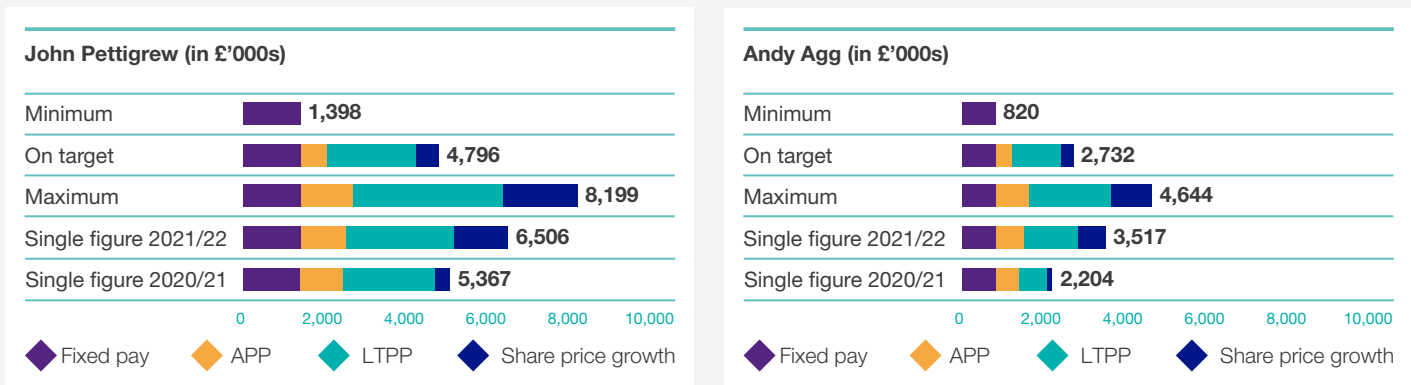 John Pettigrew (in £’000s)
Minimum 1,398
On target 4,796
Maximum 8,199
Single figure 2021/22 6,506
Single figure 2020/21 5,367
0 2,000 4,000 6,000 8,000 10,000
Fixed pay APP LTPP Share price growth
Andy Agg (in £’000s)
Minimum 820
On target 2,732
Maximum 4,644
Single figure 2021/22 3,517
Single figure 2020/21 2,204
0 2,000 4,000 6,000 8,000 10,000
Fixed pay APP LTPP Share price growth